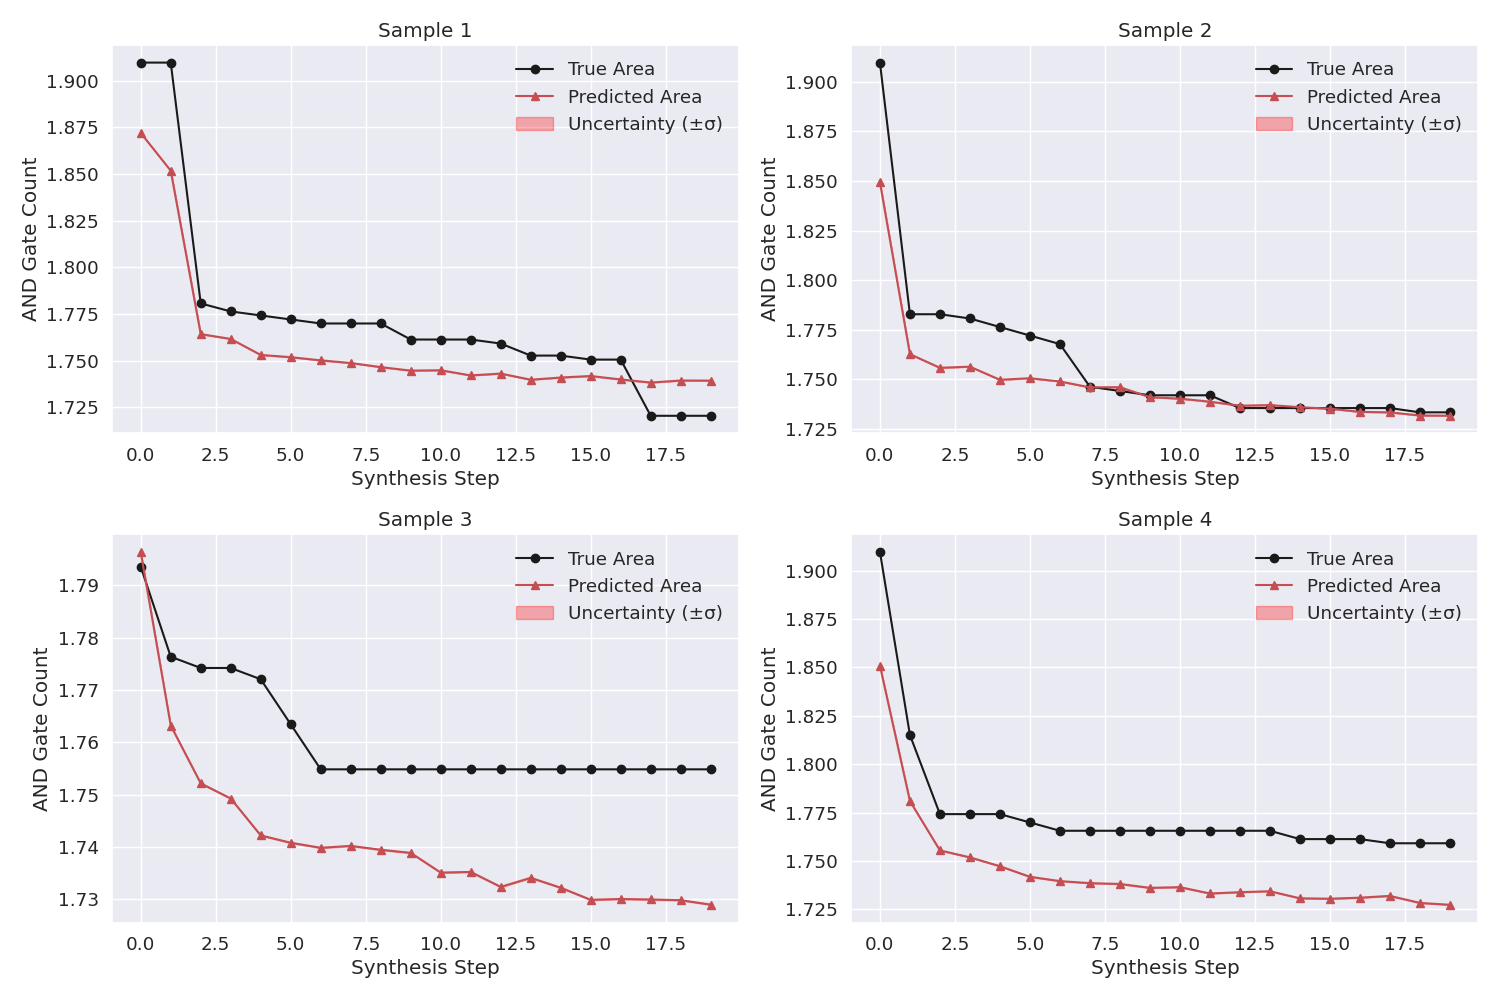 Sample 1
AND Gate Count
1.900
1.875
1.850
1.825
1.800
1.775
1.750
1.725
True Area
Predicted Area
Uncertainty (±σ)
0.0 2.5 5.0 7.5 10.0 12.5 15.0 17.5
Synthesis Step
Sample 2
AND Gate Count
1.900
1.875
1.850
1.825
1.800
1.775
1.750
1.725
True Area
Predicted Area
Uncertainty (±σ)
0.0 2.5 5.0 7.5 10.0 12.5 15.0 17.5
Synthesis Step
Sample 3
AND Gate Count
1.79
1.78
1.77
1.76
1.75
1.74
1.73
True Area
Predicted Area
Uncertainty (±σ)
0.0 2.5 5.0 7.5 10.0 12.5 15.0 17.5
Synthesis Step
Sample 4
AND Gate Count
1.900
1.875
1.850
1.825
1.800
1.775
1.750
1.725
True Area
Predicted Area
Uncertainty (±σ)
0.0 2.5 5.0 7.5 10.0 12.5 15.0 17.5
Synthesis Step